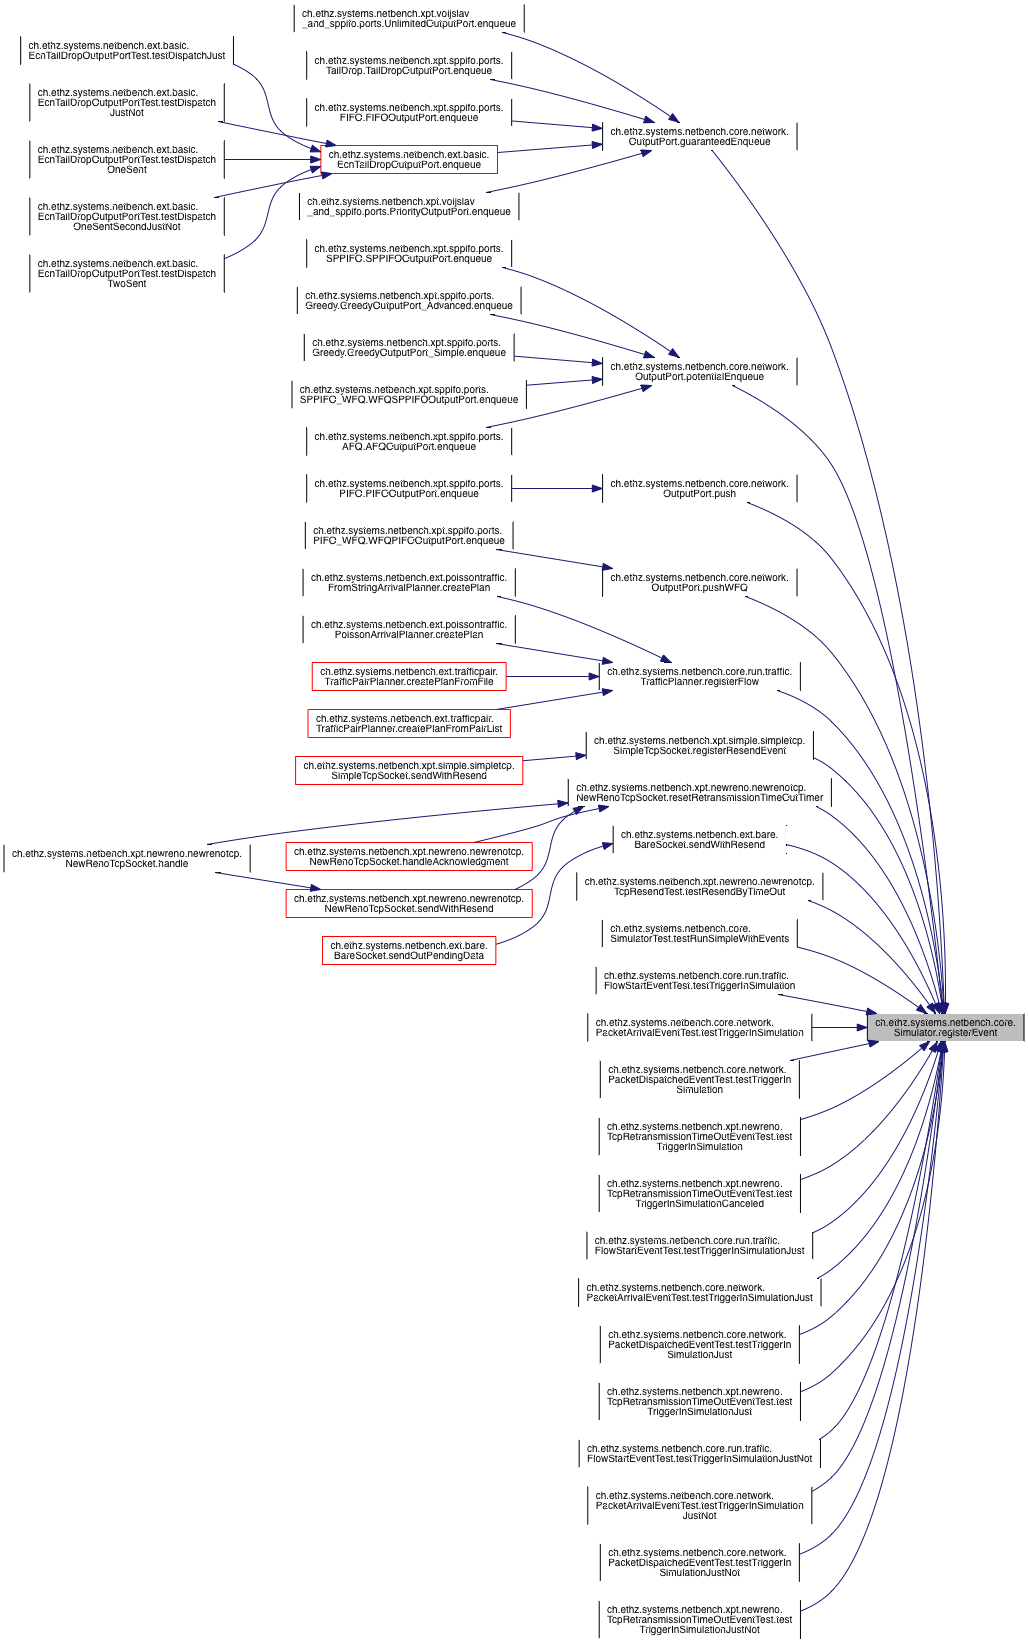 ch.ethz.systems.netbench.xpt.voijslav
_and_sppifo.ports.UnlimitedOutputPort.enqueue
ch.ethz.systems.netbench.ext.basic.
EcnTailDropOutputPortTest.testDispatchJust
ch.ethz.systems.netbench.xpt.sppifo.ports.
TailDrop.TailDropOutputPort.enqueue
ch.ethz.systems.netbench.ext.basic.
EcnTailDropOutputPortTest.testDispatch
JustNot
ch.ethz.systems.netbench.xpt.sppifo.ports.
FIFO.FIFOOutputPort.enqueue
ch.ethz.systems.netbench.core.network.
OutputPort.guaranteedEnqueue
ch.ethz.systems.netbench.ext.basic.
EcnTailDropOutputPortTest.testDispatch
OneSent
ch.ethz.systems.netbench.ext.basic.
EcnTailDropOutputPort.enqueue
ch.ethz.systems.netbench.ext.basic.
EcnTailDropOutputPortTest.testDispatch
OneSentSecondJustNot
ch.ethz.systems.netbench.xpt.voijslav
_and_sppifo.ports.PriorityOutputPort.enqueue
ch.ethz.systems.netbench.ext.basic.
EcnTailDropOutputPortTest.testDispatch
TwoSent
ch.ethz.systems.netbench.xpt.sppifo.ports.
SPPIFO.SPPIFOOutputPort.enqueue
ch.ethz.systems.netbench.xpt.sppifo.ports.
Greedy.GreedyOutputPort_Advanced.enqueue
ch.ethz.systems.netbench.xpt.sppifo.ports.
Greedy.GreedyOutputPort_Simple.enqueue
ch.ethz.systems.netbench.core.network.
OutputPort.potentialEnqueue
ch.ethz.systems.netbench.xpt.sppifo.ports.
SPPIFO_WFQ.WFQSPPIFOOutputPort.enqueue
ch.ethz.systems.netbench.xpt.sppifo.ports.
AFQ.AFQOutputPort.enqueue
ch.ethz.systems.netbench.xpt.sppifo.ports.
PIFO.PIFOOutputPort.enqueue
ch.ethz.systems.netbench.core.network.
OutputPort.push
ch.ethz.systems.netbench.xpt.sppifo.ports.
PIFO_WFQ.WFQPIFOOutputPort.enqueue
ch.ethz.systems.netbench.core.network.
OutputPort.pushWFQ
ch.ethz.systems.netbench.ext.poissontraffic.
FromStringArrivalPlanner.createPlan
ch.ethz.systems.netbench.ext.poissontraffic.
PoissonArrivalPlanner.createPlan
ch.ethz.systems.netbench.ext.trafficpair.
TrafficPairPlanner.createPlanFromFile
ch.ethz.systems.netbench.core.run.traffic.
TrafficPlanner.registerFlow
ch.ethz.systems.netbench.ext.trafficpair.
TrafficPairPlanner.createPlanFromPairList
ch.ethz.systems.netbench.xpt.simple.simpletcp.
SimpleTcpSocket.registerResendEvent
ch.ethz.systems.netbench.xpt.simple.simpletcp.
SimpleTcpSocket.sendWithResend
ch.ethz.systems.netbench.xpt.newreno.newrenotcp.
NewRenoTcpSocket.resetRetransmissionTimeOutTimer
ch.ethz.systems.netbench.ext.bare.
BareSocket.sendWithResend
ch.ethz.systems.netbench.xpt.newreno.newrenotcp.
NewRenoTcpSocket.handle
ch.ethz.systems.netbench.xpt.newreno.newrenotcp.
NewRenoTcpSocket.handleAcknowledgment
ch.ethz.systems.netbench.xpt.newreno.newrenotcp.
TcpResendTest.testResendByTimeOut
ch.ethz.systems.netbench.xpt.newreno.newrenotcp.
NewRenoTcpSocket.sendWithResend
ch.ethz.systems.netbench.core.
SimulatorTest.testRunSimpleWithEvents
ch.ethz.systems.netbench.ext.bare.
BareSocket.sendOutPendingData
ch.ethz.systems.netbench.core.run.traffic.
FlowStartEventTest.testTriggerInSimulation
ch.ethz.systems.netbench.core.network.
PacketArrivalEventTest.testTriggerInSimulation
ch.ethz.systems.netbench.core.
Simulator.registerEvent
ch.ethz.systems.netbench.core.network.
PacketDispatchedEventTest.testTriggerIn
Simulation
ch.ethz.systems.netbench.xpt.newreno.
TcpRetransmissionTimeOutEventTest.test
TriggerInSimulation
ch.ethz.systems.netbench.xpt.newreno.
TcpRetransmissionTimeOutEventTest.test
TriggerInSimulationCanceled
ch.ethz.systems.netbench.core.run.traffic.
FlowStartEventTest.testTriggerInSimulationJust
ch.ethz.systems.netbench.core.network.
PacketArrivalEventTest.testTriggerInSimulationJust
ch.ethz.systems.netbench.core.network.
PacketDispatchedEventTest.testTriggerIn
SimulationJust
ch.ethz.systems.netbench.xpt.newreno.
TcpRetransmissionTimeOutEventTest.test
TriggerInSimulationJust
ch.ethz.systems.netbench.core.run.traffic.
FlowStartEventTest.testTriggerInSimulationJustNot
ch.ethz.systems.netbench.core.network.
PacketArrivalEventTest.testTriggerInSimulation
JustNot
ch.ethz.systems.netbench.core.network.
PacketDispatchedEventTest.testTriggerIn
SimulationJustNot
ch.ethz.systems.netbench.xpt.newreno.
TcpRetransmissionTimeOutEventTest.test
TriggerInSimulationJustNot